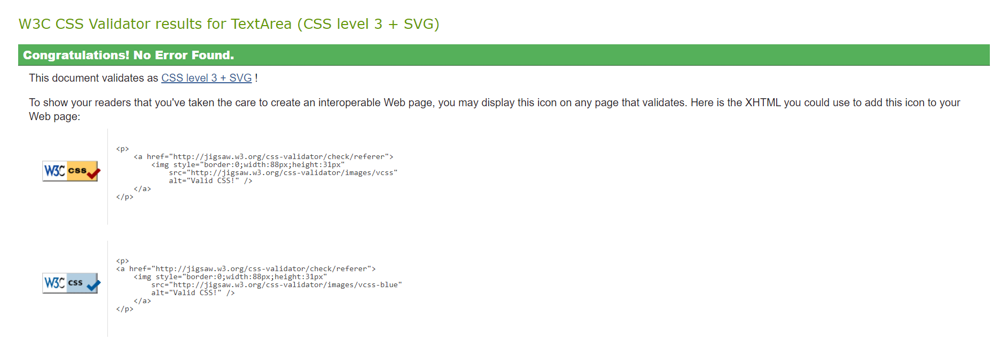 W3C CSS Validator results for TextArea (CSS level 3 + SVG)
Congratulations! No Error Found.
This document validates as CSS level 3 + SVG !
To show your readers that you've taken the care to create an interoperable Web page, you may display this icon on any page that validates. Here is the XHTML you could use to add this icon to your
Web page:
W3C css
<p>
    <a href="http://jigsaw.w3.org/css-validator/check/referer">
        <img style="border:0;width:88px;height:31px"
            src="http://jigsaw.w3.org/css-validator/images/vcss"
            alt="Valid CSS!" />
    </a>
</p>
W3C css
<p>
<a href="http://jigsaw.w3.org/css-validator/check/referer">
    <img style="border:0;width:88px;height:31px"
        src="http://jigsaw.w3.org/css-validator/images/vcss-blue"
        alt="Valid CSS!" />
    </a>
</p>